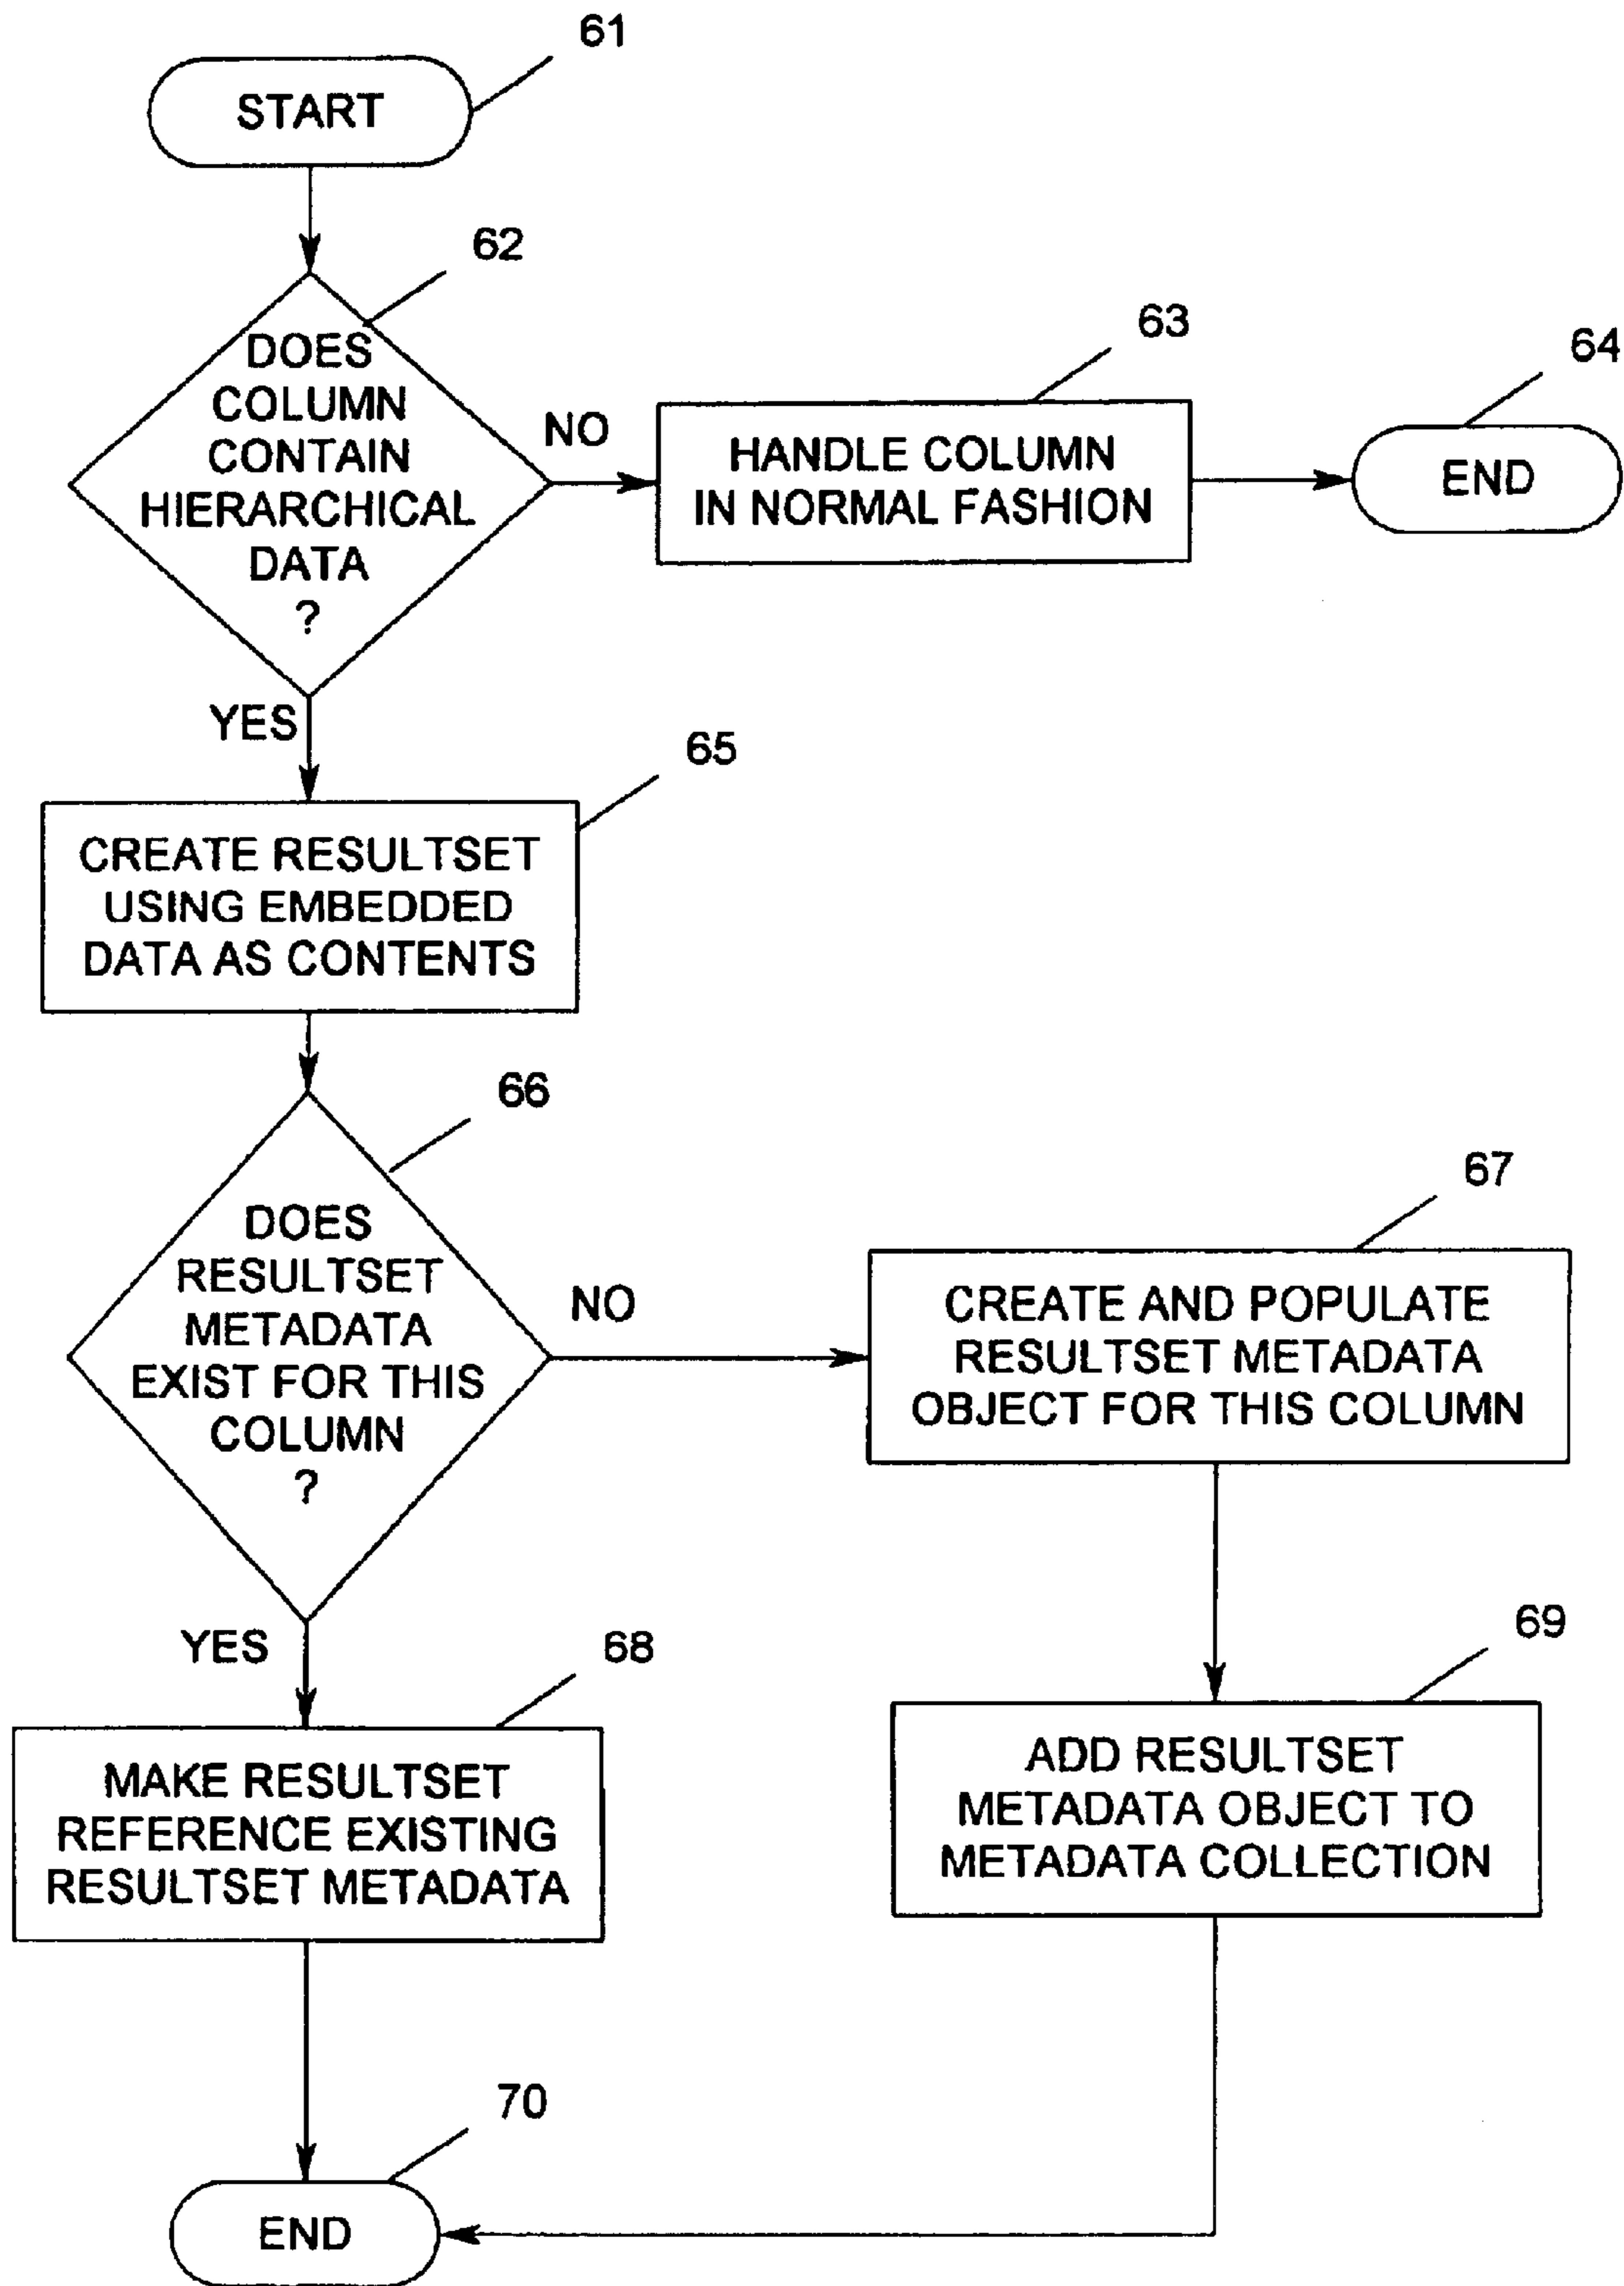 61
START
62
DOES
COLUMN
CONTAIN
HIERARCHICAL
DATA
?
NO
63
HANDLE COLUMN
IN NORMAL FASHION
64
END
YES
65
CREATE RESULTSET
USING EMBEDDED
DATA AS CONTENTS
66
DOES
RESULTSET
METADATA
EXIST FOR THIS
COLUMN
?
NO
67
CREATE AND POPULATE
RESULTSET METADATA
OBJECT FOR THIS COLUMN
YES
68
MAKE RESULTSET
REFERENCE EXISTING
RESULTSET METADATA
69
ADD RESULTSET
METADATA OBJECT TO
METADATA COLLECTION
70
END